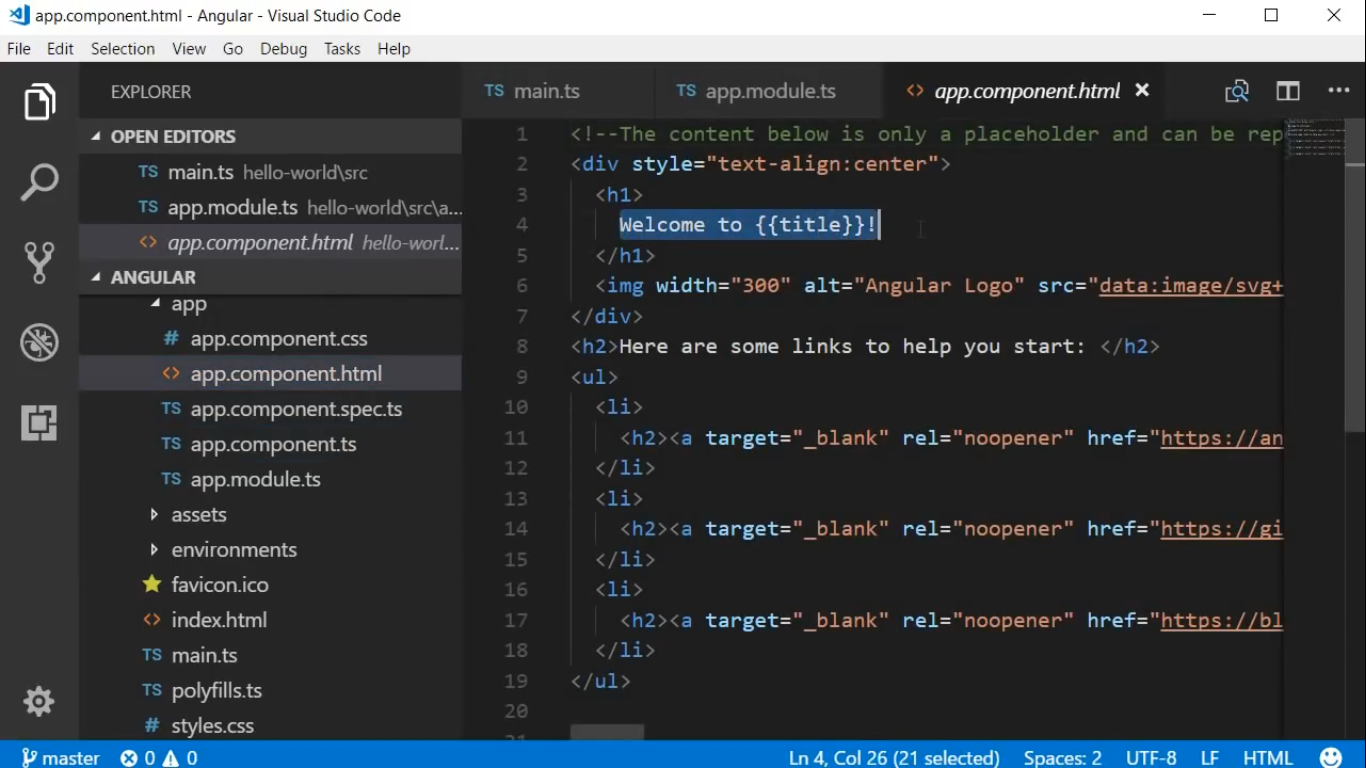 app.component.html - Angular - Visual Studio Code
File Edit Selection View Go Debug Tasks Help
EXPLORER
OPEN EDITORS
TS main.ts hello-world\src
TS app.module.ts hello-world\src\a...
<> app.component.html hello-worl...
ANGULAR
app
# app.component.css
<> app.component.html
TS app.component.spec.ts
TS app.component.ts
TS app.module.ts
assets
environments
favicon.ico
<> index.html
TS main.ts
TS polyfills.ts
# styles.css
TS main.ts TS app.module.ts <> app.component.html
1 <!--The content below is only a placeholder and can be rep
2 <div style="text-align:center">
3 <h1>
4 Welcome to {{title}}!
5 </h1>
6 <img width="300" alt="Angular Logo" src="data:image/svg+
7 </div>
8 <h2>Here are some links to help you start: </h2>
9 <ul>
10 <li>
11 <h2><a target="_blank" rel="noopener" href="https://an
12 </li>
13 <li>
14 <h2><a target="_blank" rel="noopener" href="https://gi
15 </li>
16 <li>
17 <h2><a target="_blank" rel="noopener" href="https://bl
18 </li>
19 </ul>
20
master 0 0 Ln 4, Col 26 (21 selected) Spaces: 2 UTF-8 LF HTML